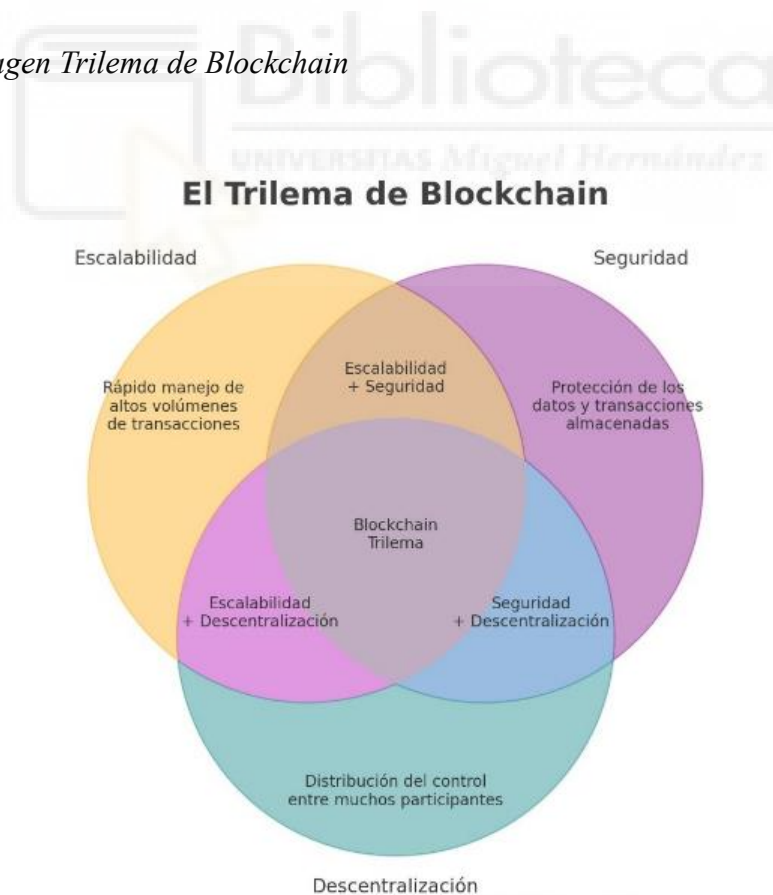 agen Trilema de Blockchain
Biblioteca
UNIVERSITAS Miguel Hernández
El Trilema de Blockchain
Escalabilidad
Seguridad
Escalabilidad
+ Seguridad
Rápido manejo de
altos volúmenes
de transacciones
Protección de los
datos y transacciones
almacenadas
Blockchain
Trilema
Escalabilidad
+ Descentralización
Seguridad
+ Descentralización
Distribución del control
entre muchos participantes
Descentralización